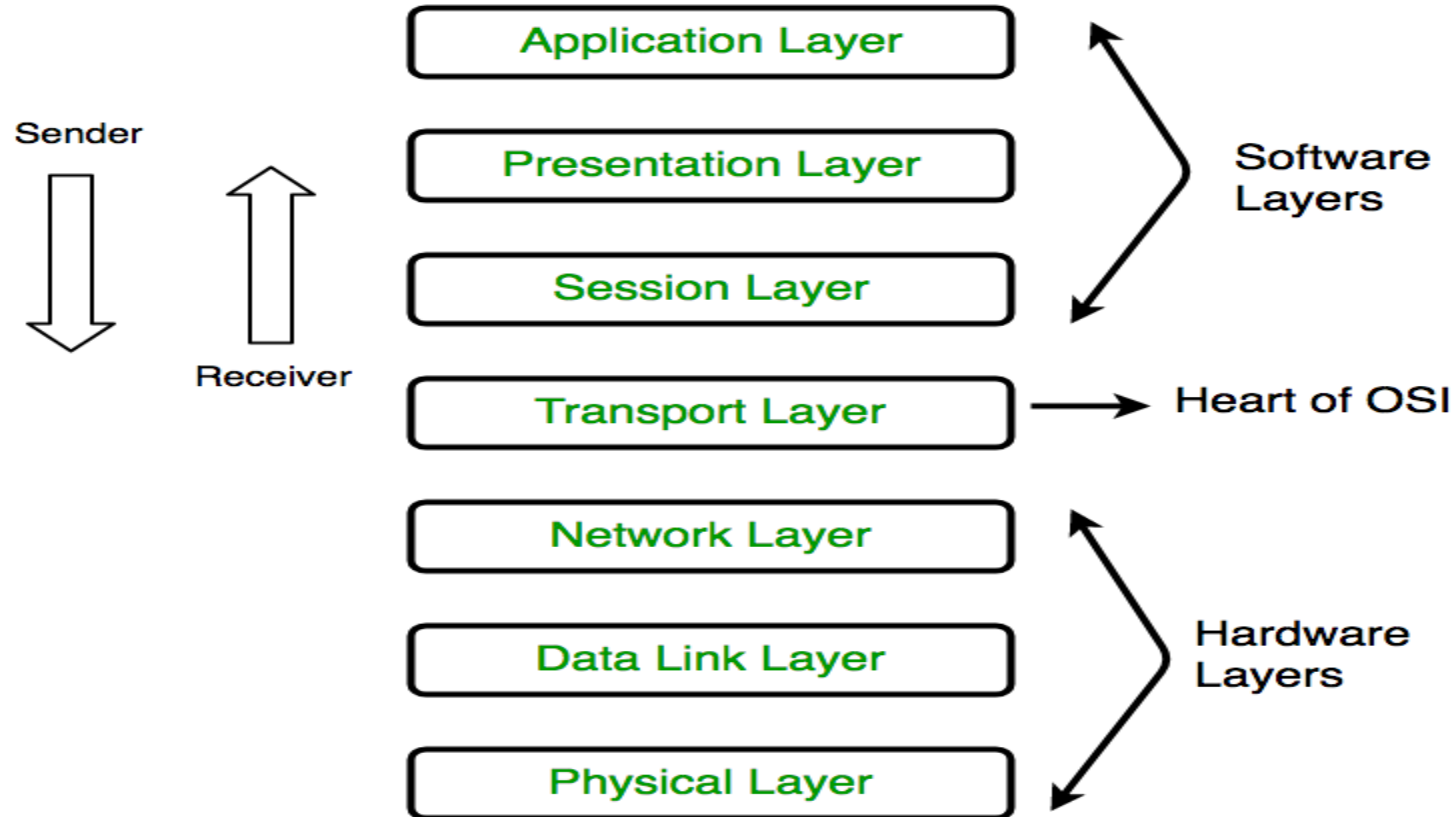 Application Layer
Sender
Presentation Layer
Software
Layers
Session Layer
Receiver
Transport Layer
Heart of OSI
Network Layer
Hardware
Layers
Data Link Layer
Physical Layer